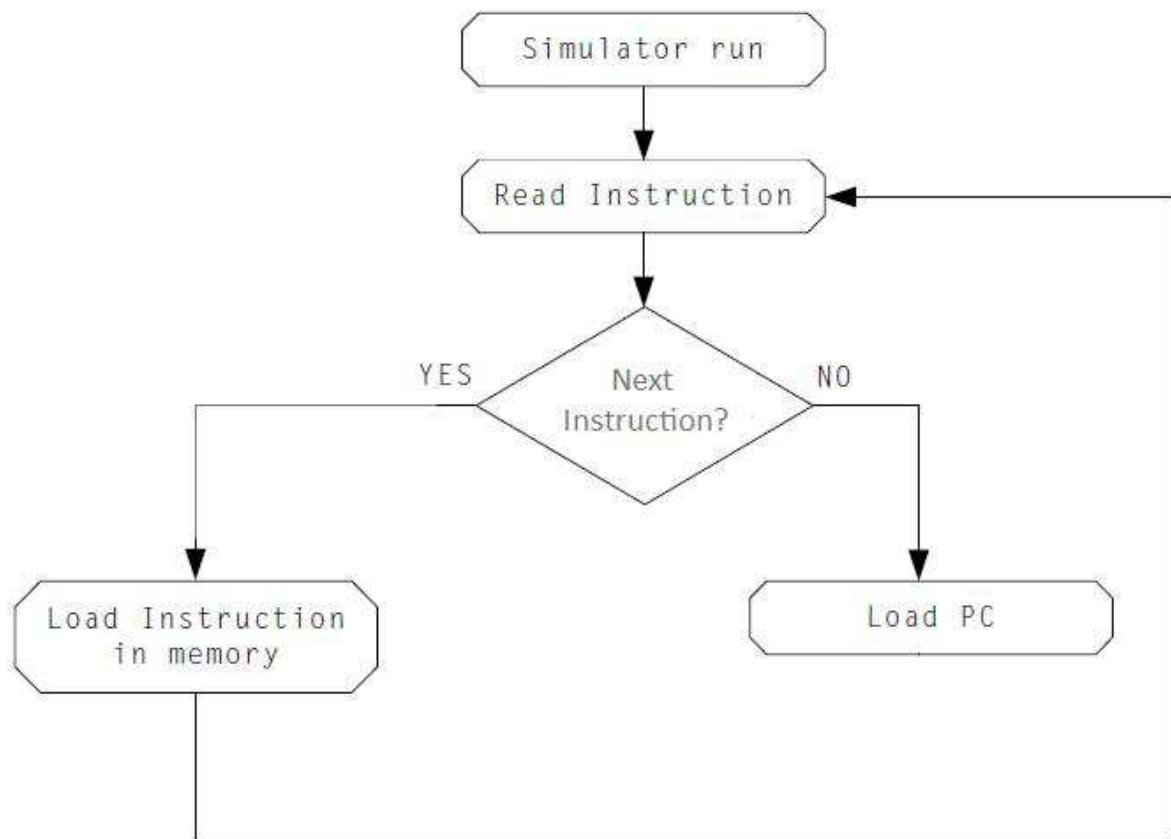 Simulator run
Read Instruction
YES
Next
NO
Instruction?
Load Instruction
in memory
Load PC